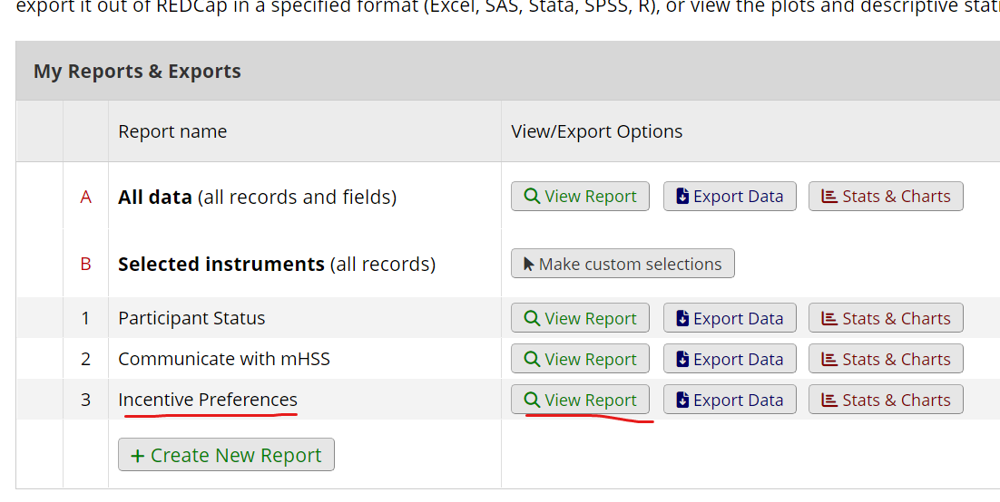 export it out of REDCap in a specified format (Excel, SAS, Stata, SPSS, R), or view the plots and descriptive stati
My Reports & Exports
Report name View/Export Options
A All data (all records and fields) View Report Export Data Stats & Charts
B Selected instruments (all records) Make custom selections
1 Participant Status View Report Export Data Stats & Charts
2 Communicate with mHSS View Report Export Data Stats & Charts
3 Incentive Preferences View Report Export Data Stats & Charts
+ Create New Report